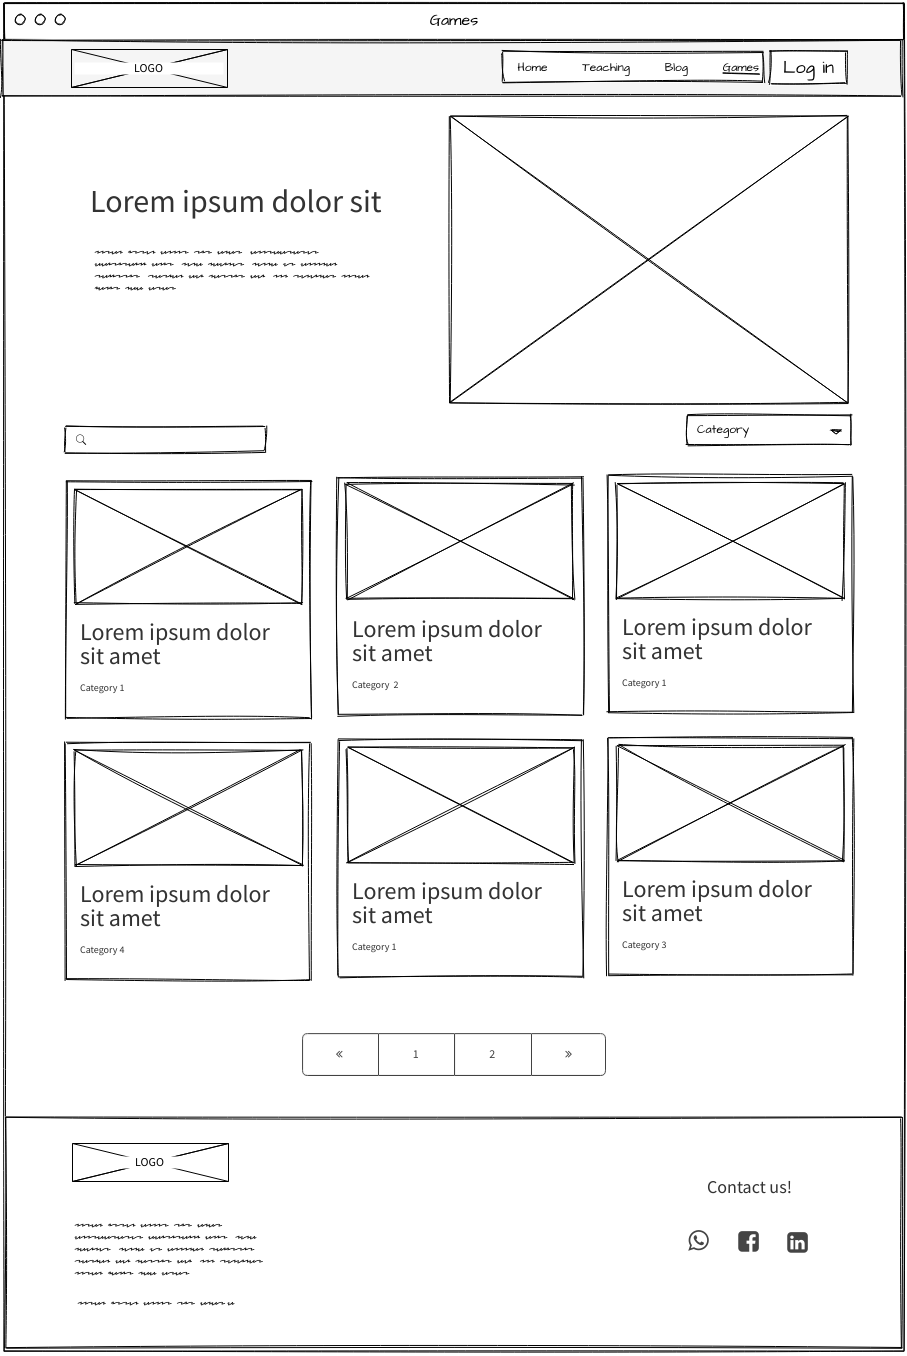 Games
LOGO
Home Teaching Blog Games Log in
Lorem ipsum dolor sit
Category
Lorem ipsum dolor
sit amet
Category 1
Lorem ipsum dolor
sit amet
Category 2
Lorem ipsum dolor
sit amet
Category 1
Lorem ipsum dolor
sit amet
Category 4
Lorem ipsum dolor
sit amet
Category 1
Lorem ipsum dolor
sit amet
Category 3
« 1 2 »
LOGO
Contact us!